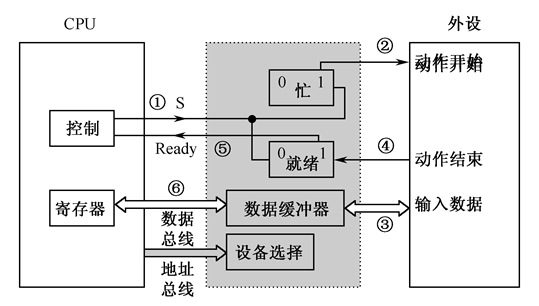 CPU
外设
②
动作开始
0 1
忙
① S
控制
Ready
⑤
0 1
就绪
④
动作结束
⑥
寄存器
数据缓冲器
输入数据
③
数据
总线
设备选择
地址
总线